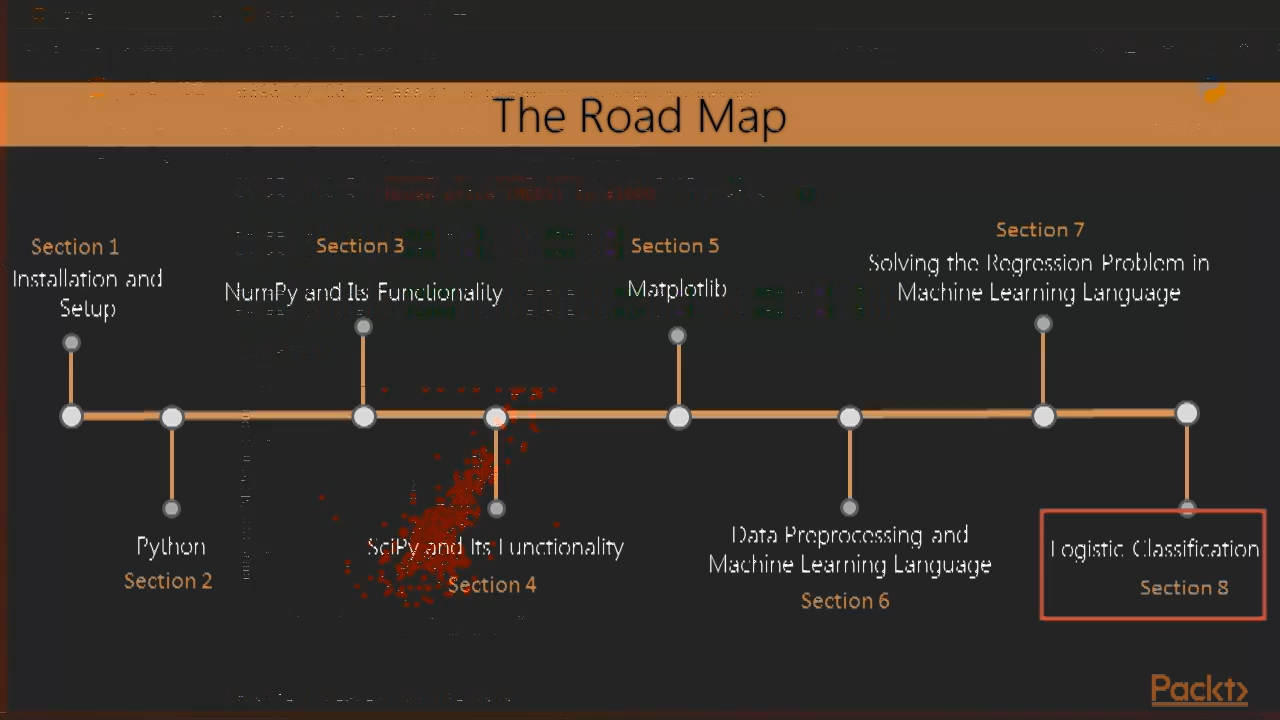 The Road Map
Section 1
Installation and
Setup
Python
Section 2
Section 3
NumPy and Its Functionality
SciPy and Its Functionality
Section 4
Section 5
Matplotlib
Data Preprocessing and
Machine Learning Language
Section 6
Section 7
Solving the Regression Problem in
Machine Learning Language
Logistic Classification
Section 8
Packt>